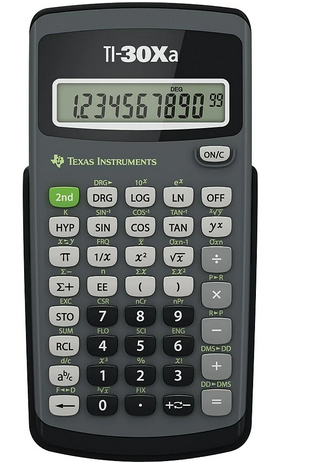 TI-30Xa
DEG
1.234567890 99
TEXAS INSTRUMENTS
ON/C
DRG► 10ˣ eˣ
2nd DRG LOG LN OFF
K SIN⁻¹ COS⁻¹ TAN⁻¹ ˣ√y
HYP SIN COS TAN yˣ
x⇄y FRQ x̄ σxn σxn-1
π 1/x x² √x ÷
Σ− n Σx Σx² P►R
Σ+ EE ( ) ×
EXC CSR nCr nPr R►P
STO 7 8 9 −
SUM FLO SCI ENG DMS►DD
RCL 4 5 6 +
d/c x³ % x! DD►DMS
aᵇ/c 1 2 3 =
F◄►D ³√x FIX
← 0 . +⇄−